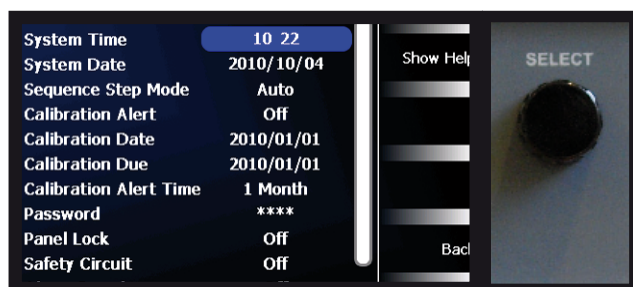 System Time 10 22
System Date 2010/10/04
Sequence Step Mode Auto
Calibration Alert Off
Calibration Date 2010/01/01
Calibration Due 2010/01/01
Calibration Alert Time 1 Month
Password ****
Panel Lock Off
Safety Circuit Off
Show Help
Back
SELECT